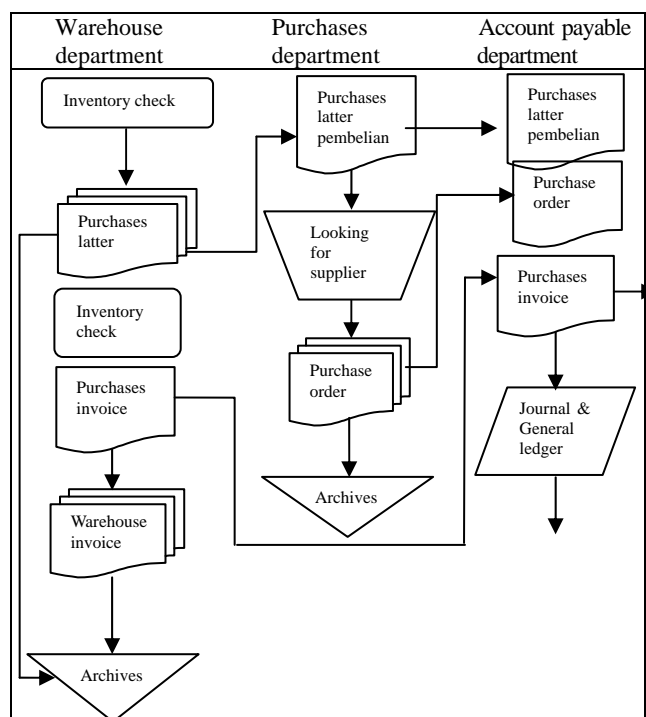 Warehouse
department
Purchases
department
Account payable
department
Inventory check
Purchases
latter
Inventory
check
Purchases
invoice
Warehouse
invoice
Archives
Purchases
latter
pembelian
Looking
for
supplier
Purchase
order
Archives
Purchases
latter
pembelian
Purchase
order
Purchases
invoice
Journal &
General
ledger